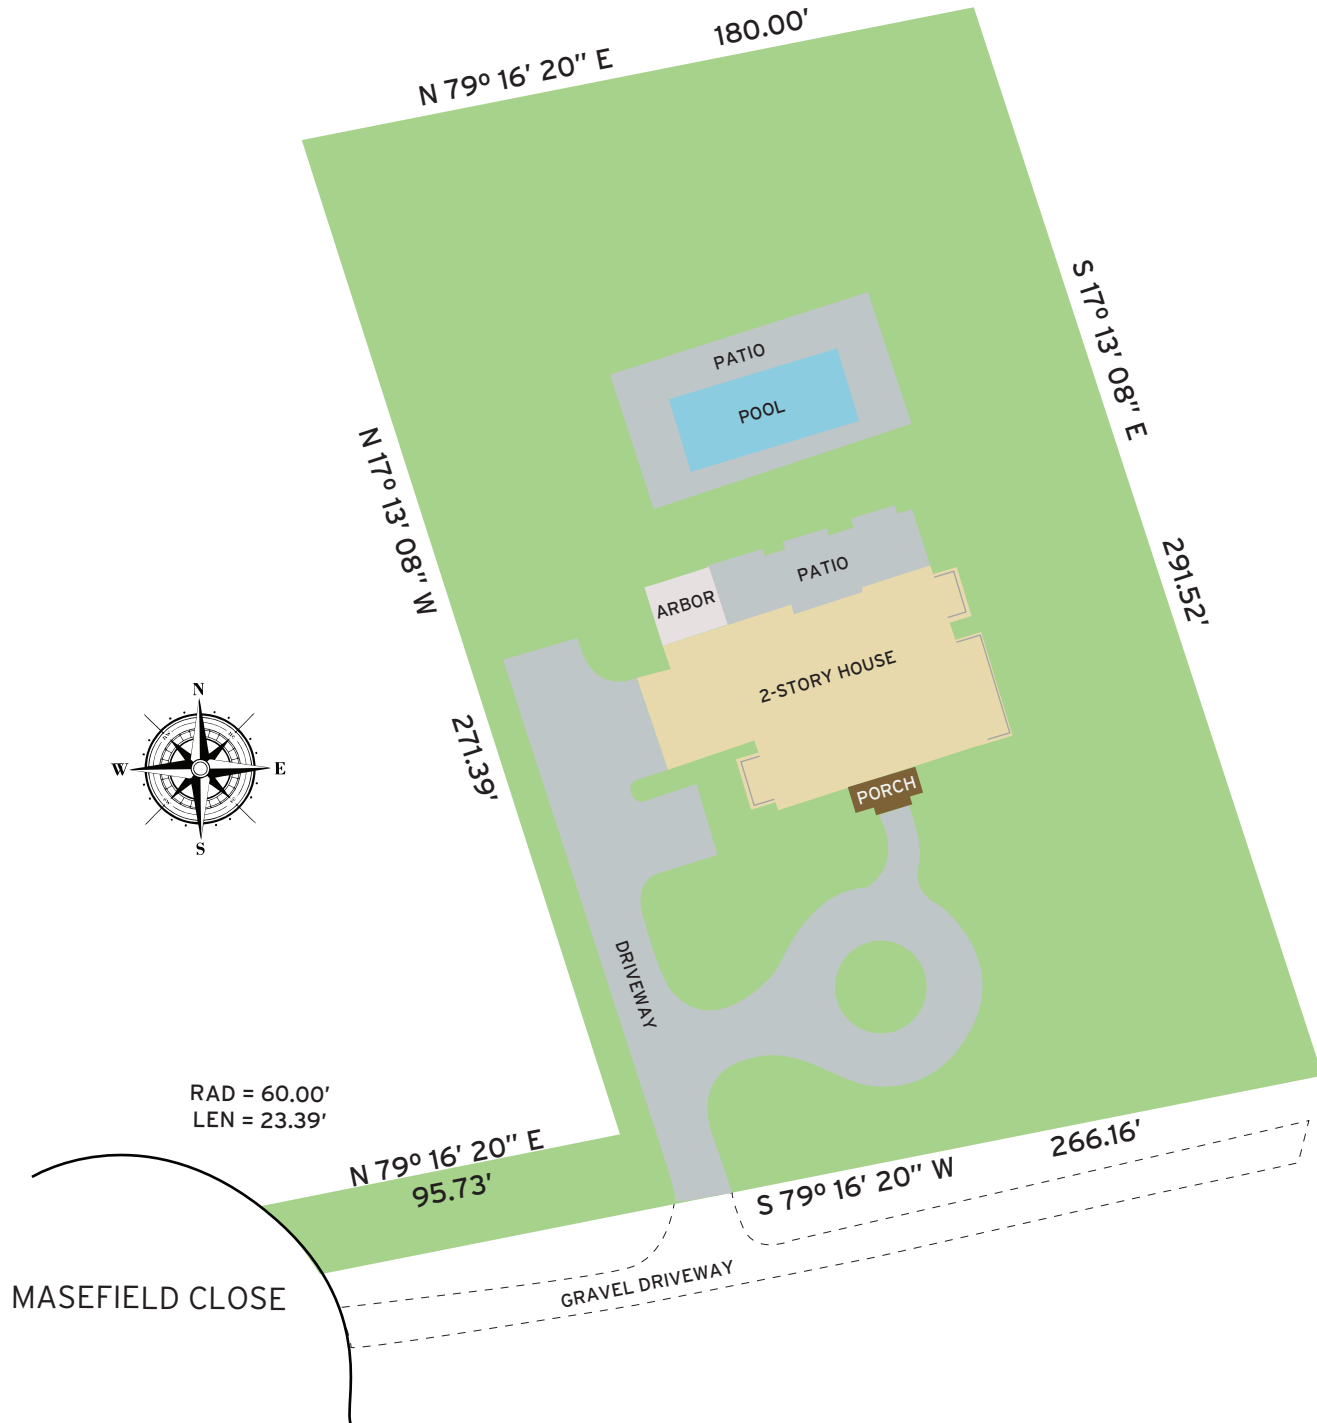 180.00′
N 79º 16′ 20″ E
S 17º 13′ 08″ E
PATIO
POOL
N 17º 13′ 08″ W
291.52′
PATIO
ARBOR
2-STORY HOUSE
N
W
E
S
271.39′
PORCH
DRIVEWAY
RAD = 60.00′
LEN = 23.39′
N 79º 16′ 20″ E
95.73′
266.16′
S 79º 16′ 20″ W
GRAVEL DRIVEWAY
MASEFIELD CLOSE